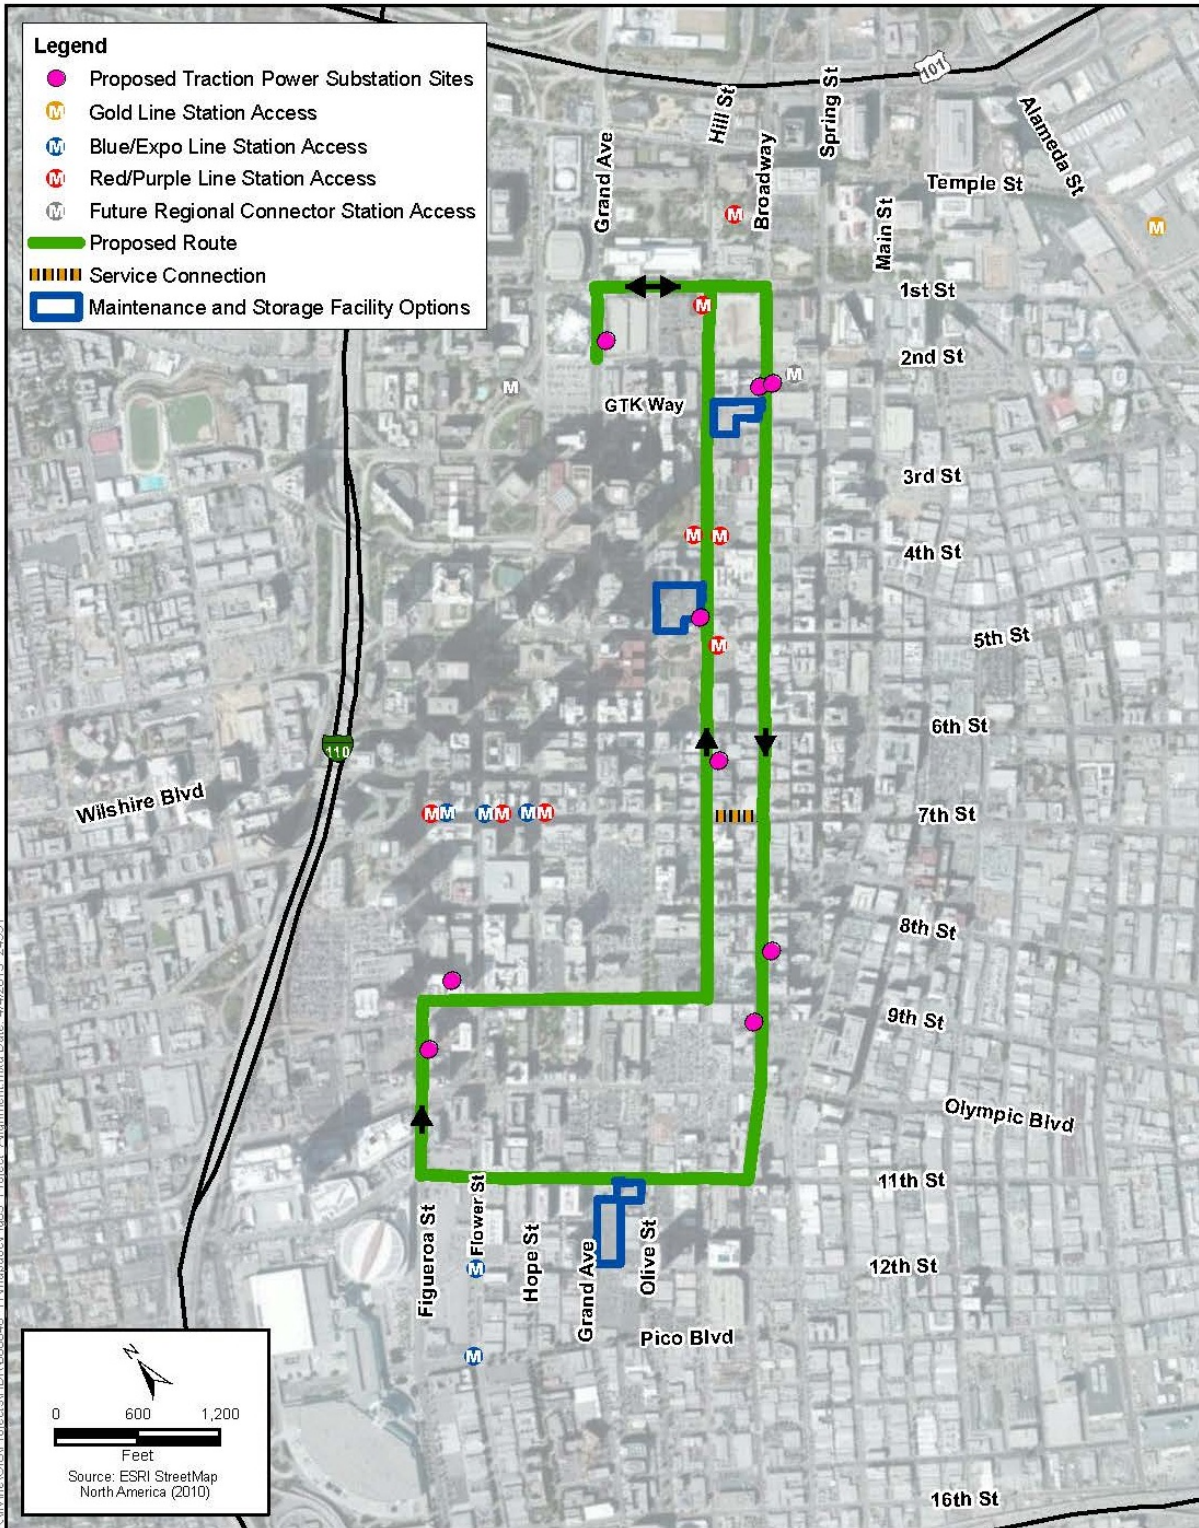 Legend
Proposed Traction Power Substation Sites
M Gold Line Station Access
M Blue/Expo Line Station Access
M Red/Purple Line Station Access
M Future Regional Connector Station Access
Proposed Route
Service Connection
Maintenance and Storage Facility Options
101
Grand Ave
Hill St
Broadway
Spring St
Main St
Alameda St
Temple St
M
M
1st St
M
2nd St
M
M
GTK Way
3rd St
M
M
4th St
5th St
M
6th St
110
Wilshire Blvd
M M M M M M
7th St
8th St
9th St
Olympic Blvd
11th St
Figueroa St
Flower St
Hope St
Grand Ave
Olive St
M
12th St
Pico Blvd
M
16th St
N
0 600 1,200
Feet
Source: ESRI StreetMap
North America (2010)